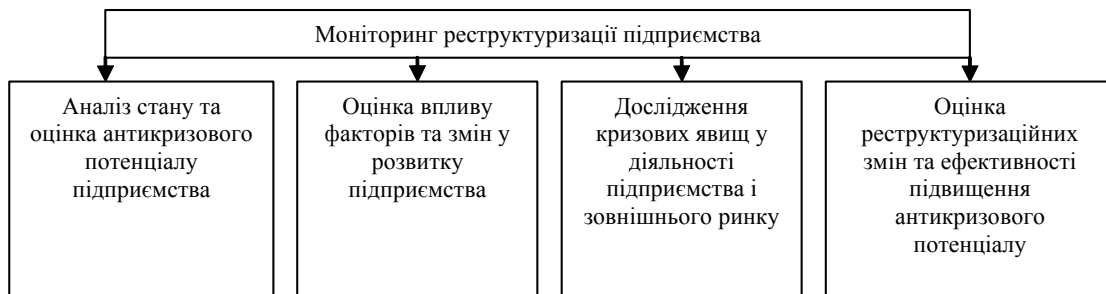 Моніторинг реструктуризації підприємства
Аналіз стану та
оцінка антикризового
потенціалу
підприємства
Оцінка впливу
факторів та змін у
розвитку
підприємства
Дослідження
кризових явищ у
діяльності
підприємства і
зовнішнього ринку
Оцінка
реструктуризаційних
змін та ефективності
підвищення
антикризового
потенціалу